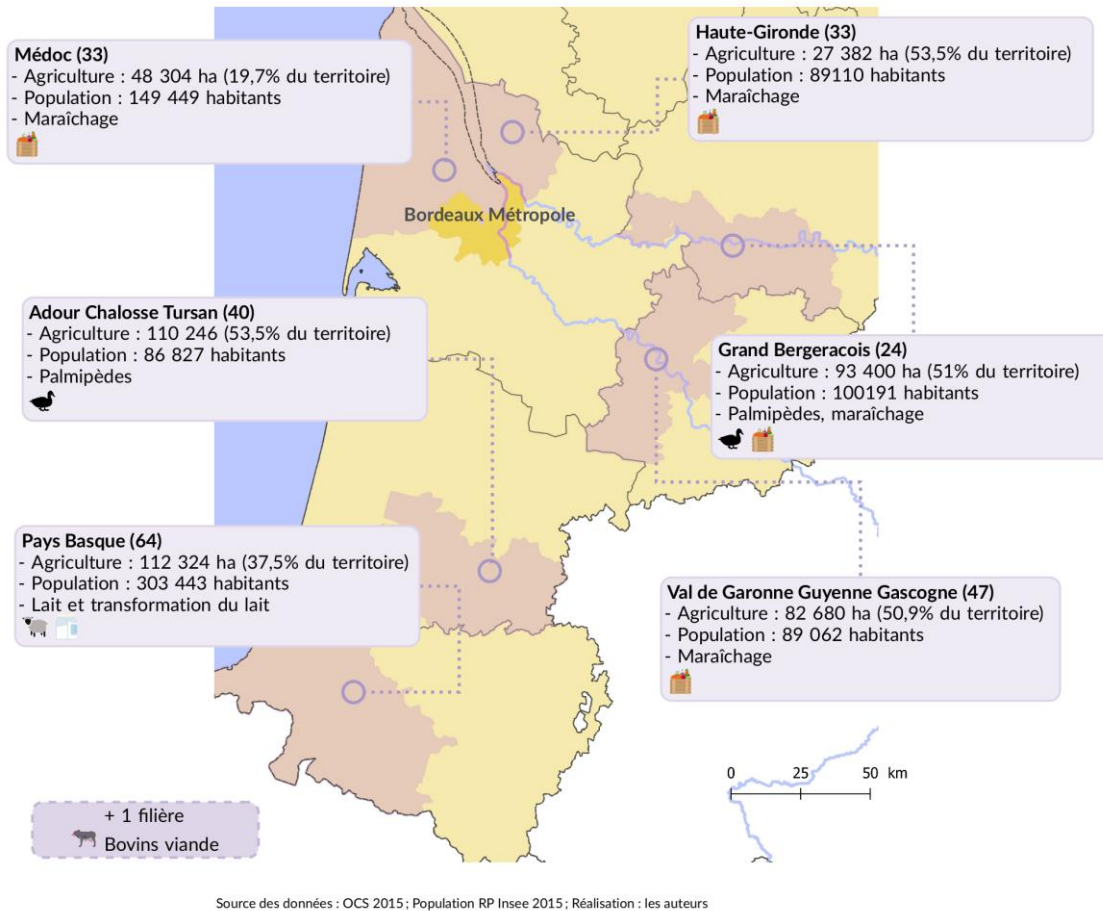 Médoc (33)
- Agriculture : 48 304 ha (19,7% du territoire)
- Population : 149 449 habitants
- Maraîchage
Haute-Gironde (33)
- Agriculture : 27 382 ha (53,5% du territoire)
- Population : 89110 habitants
- Maraîchage
Bordeaux Métropole
Adour Chalosse Tursan (40)
- Agriculture : 110 246 (53,5% du territoire)
- Population : 86 827 habitants
- Palmipèdes
Grand Bergeracois (24)
- Agriculture : 93 400 ha (51% du territoire)
- Population : 100191 habitants
- Palmipèdes, maraîchage
Pays Basque (64)
- Agriculture : 112 324 ha (37,5% du territoire)
- Population : 303 443 habitants
- Lait et transformation du lait
Val de Garonne Guyenne Gascogne (47)
- Agriculture : 82 680 ha (50,9% du territoire)
- Population : 89 062 habitants
- Maraîchage
0 25 50 km
+ 1 filière
Bovins viande
Source des données : OCS 2015 ; Population RP Insee 2015 ; Réalisation : les auteurs